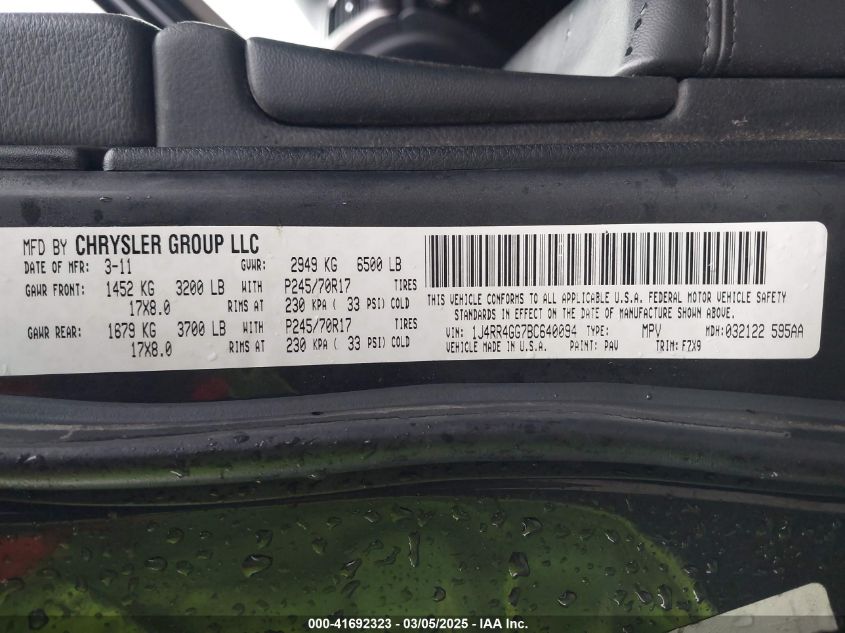 MFD BY CHRYSLER GROUP LLC
DATE OF MFR: 3-11 GVWR: 2949 KG 6500 LB
GAWR FRONT: 1452 KG 3200 LB WITH P245/70R17 TIRES
17X8.0 RIMS AT 230 KPA ( 33 PSI) COLD
GAWR REAR: 1679 KG 3700 LB WITH P245/70R17 TIRES
17X8.0 RIMS AT 230 KPA ( 33 PSI) COLD
THIS VEHICLE CONFORMS TO ALL APPLICABLE U.S.A. FEDERAL MOTOR VEHICLE SAFETY
STANDARDS IN EFFECT ON THE DATE OF MANUFACTURE SHOWN ABOVE.
VIN: 1J4RR4GG7BC640094 TYPE: MPV MDH: 032122 595AA
VEHICLE MADE IN U.S.A. PAINT: PAV TRIM: F7X9
000-41692323 — 03/05/2025 — IAA Inc.